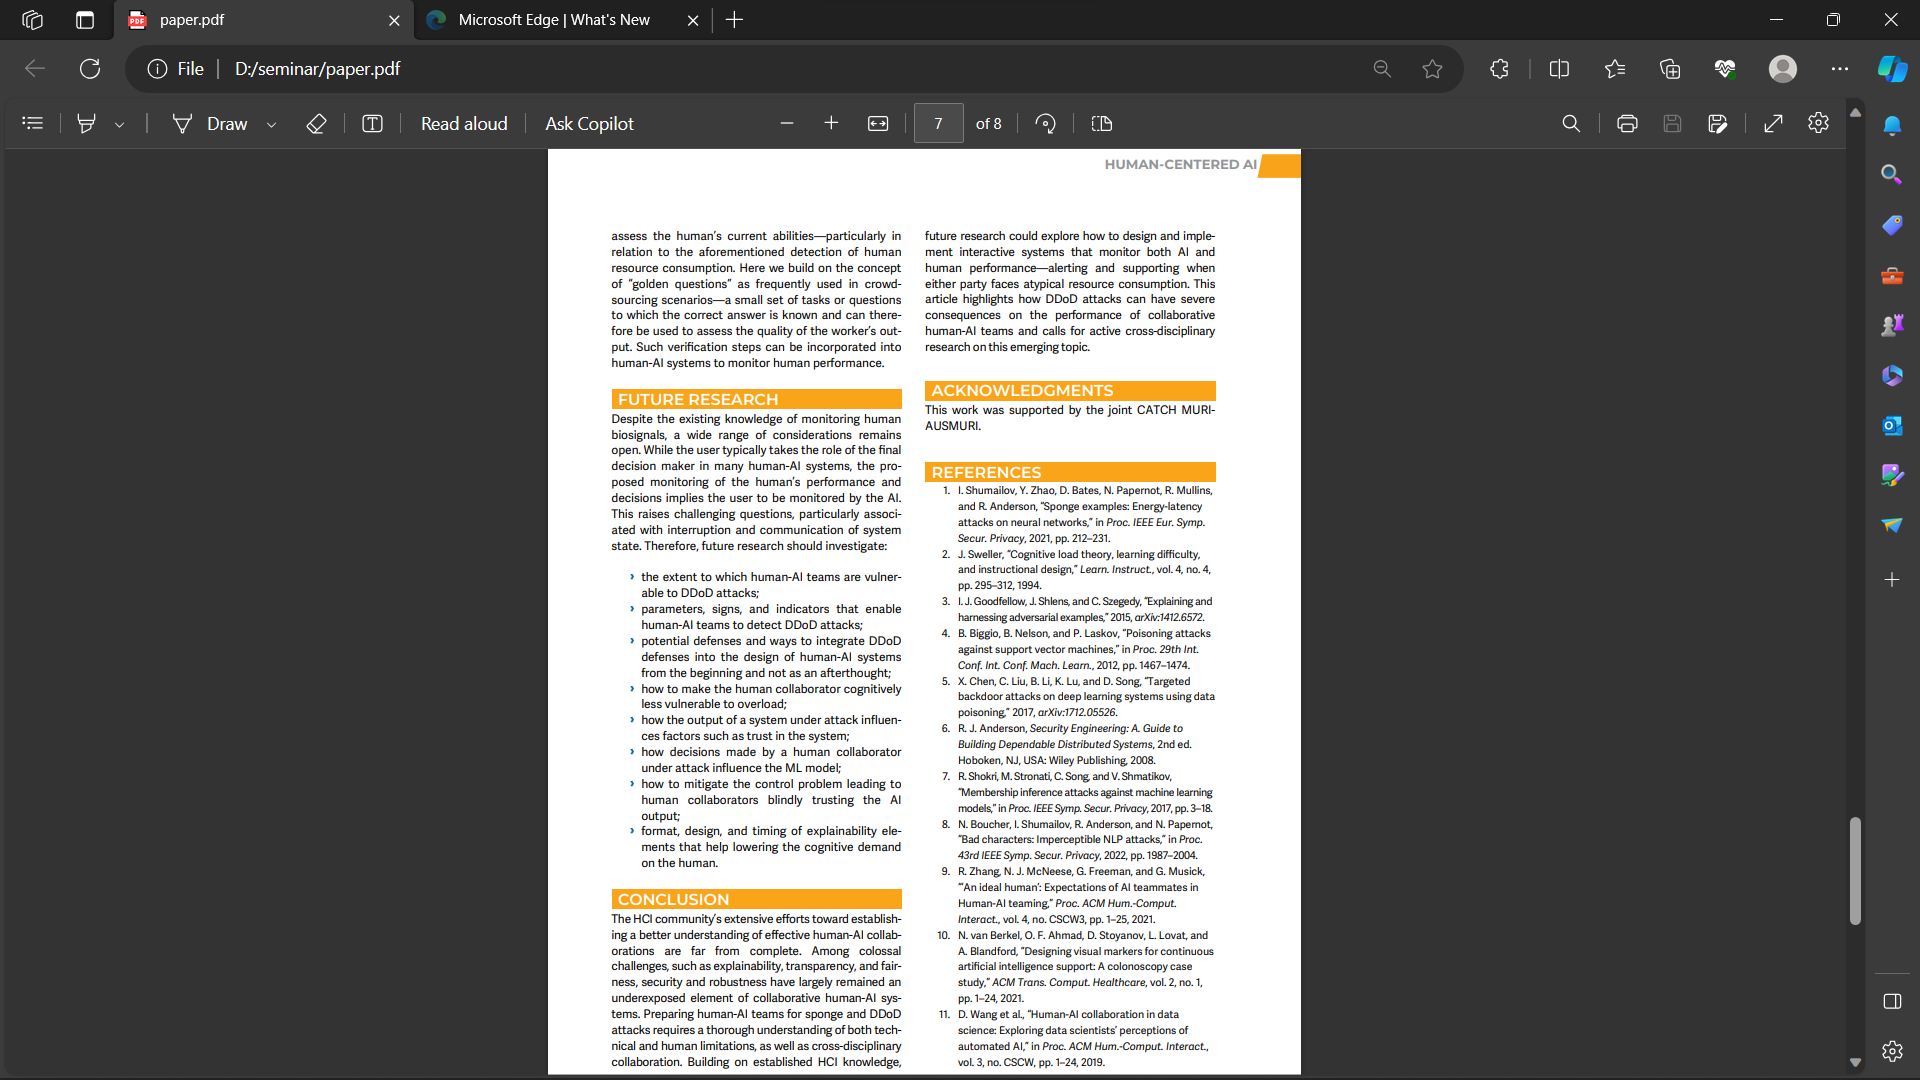 paper.pdf
Microsoft Edge | What's New
File
D:/seminar/paper.pdf
Draw
Read aloud
Ask Copilot
7
of 8
HUMAN-CENTERED AI
assess the human's current abilities—particularly in
relation to the aforementioned detection of human
resource consumption. Here we build on the concept
of "golden questions" as frequently used in crowd-
sourcing scenarios—a small set of tasks or questions
to which the correct answer is known and can there-
fore be used to assess the quality of the worker's out-
put. Such verification steps can be incorporated into
human-AI systems to monitor human performance.
FUTURE RESEARCH
Despite the existing knowledge of monitoring human
biosignals, a wide range of considerations remains
open. While the user typically takes the role of the final
decision maker in many human-AI systems, the pro-
posed monitoring of the human's performance and
decisions implies the user to be monitored by the AI.
This raises challenging questions, particularly associ-
ated with interruption and communication of system
state. Therefore, future research should investigate:
› the extent to which human-AI teams are vulner-
able to DDoD attacks;
› parameters, signs, and indicators that enable
human-AI teams to detect DDoD attacks;
› potential defenses and ways to integrate DDoD
defenses into the design of human-AI systems
from the beginning and not as an afterthought;
› how to make the human collaborator cognitively
less vulnerable to overload;
› how the output of a system under attack influen-
ces factors such as trust in the system;
› how decisions made by a human collaborator
under attack influence the ML model;
› how to mitigate the control problem leading to
human collaborators blindly trusting the AI
output;
› format, design, and timing of explainability ele-
ments that help lowering the cognitive demand
on the human.
CONCLUSION
The HCI community's extensive efforts toward establish-
ing a better understanding of effective human-AI collab-
orations are far from complete. Among colossal
challenges, such as explainability, transparency, and fair-
ness, security and robustness have largely remained an
underexposed element of collaborative human-AI sys-
tems. Preparing human-AI teams for sponge and DDoD
attacks requires a thorough understanding of both tech-
nical and human limitations, as well as cross-disciplinary
collaboration. Building on established HCI knowledge,
future research could explore how to design and imple-
ment interactive systems that monitor both AI and
human performance—alerting and supporting when
either party faces atypical resource consumption. This
article highlights how DDoD attacks can have severe
consequences on the performance of collaborative
human-AI teams and calls for active cross-disciplinary
research on this emerging topic.
ACKNOWLEDGMENTS
This work was supported by the joint CATCH MURI-
AUSMURI.
REFERENCES
1. I. Shumailov, Y. Zhao, D. Bates, N. Papernot, R. Mullins,
and R. Anderson, "Sponge examples: Energy-latency
attacks on neural networks," in Proc. IEEE Eur. Symp.
Secur. Privacy, 2021, pp. 212–231.
2. J. Sweller, "Cognitive load theory, learning difficulty,
and instructional design," Learn. Instruct., vol. 4, no. 4,
pp. 295–312, 1994.
3. I. J. Goodfellow, J. Shlens, and C. Szegedy, "Explaining and
harnessing adversarial examples," 2015, arXiv:1412.6572.
4. B. Biggio, B. Nelson, and P. Laskov, "Poisoning attacks
against support vector machines," in Proc. 29th Int.
Conf. Int. Conf. Mach. Learn., 2012, pp. 1467–1474.
5. X. Chen, C. Liu, B. Li, K. Lu, and D. Song, "Targeted
backdoor attacks on deep learning systems using data
poisoning," 2017, arXiv:1712.05526.
6. R. J. Anderson, Security Engineering: A. Guide to
Building Dependable Distributed Systems, 2nd ed.
Hoboken, NJ, USA: Wiley Publishing, 2008.
7. R. Shokri, M. Stronati, C. Song, and V. Shmatikov,
"Membership inference attacks against machine learning
models," in Proc. IEEE Symp. Secur. Privacy, 2017, pp. 3–18.
8. N. Boucher, I. Shumailov, R. Anderson, and N. Papernot,
"Bad characters: Imperceptible NLP attacks," in Proc.
43rd IEEE Symp. Secur. Privacy, 2022, pp. 1987–2004.
9. R. Zhang, N. J. McNeese, G. Freeman, and G. Musick,
"'An ideal human': Expectations of AI teammates in
Human-AI teaming," Proc. ACM Hum.-Comput.
Interact., vol. 4, no. CSCW3, pp. 1–25, 2021.
10. N. van Berkel, O. F. Ahmad, D. Stoyanov, L. Lovat, and
A. Blandford, "Designing visual markers for continuous
artificial intelligence support: A colonoscopy case
study," ACM Trans. Comput. Healthcare, vol. 2, no. 1,
pp. 1–24, 2021.
11. D. Wang et al., "Human-AI collaboration in data
science: Exploring data scientists' perceptions of
automated AI," in Proc. ACM Hum.-Comput. Interact.,
vol. 3, no. CSCW, pp. 1–24, 2019.